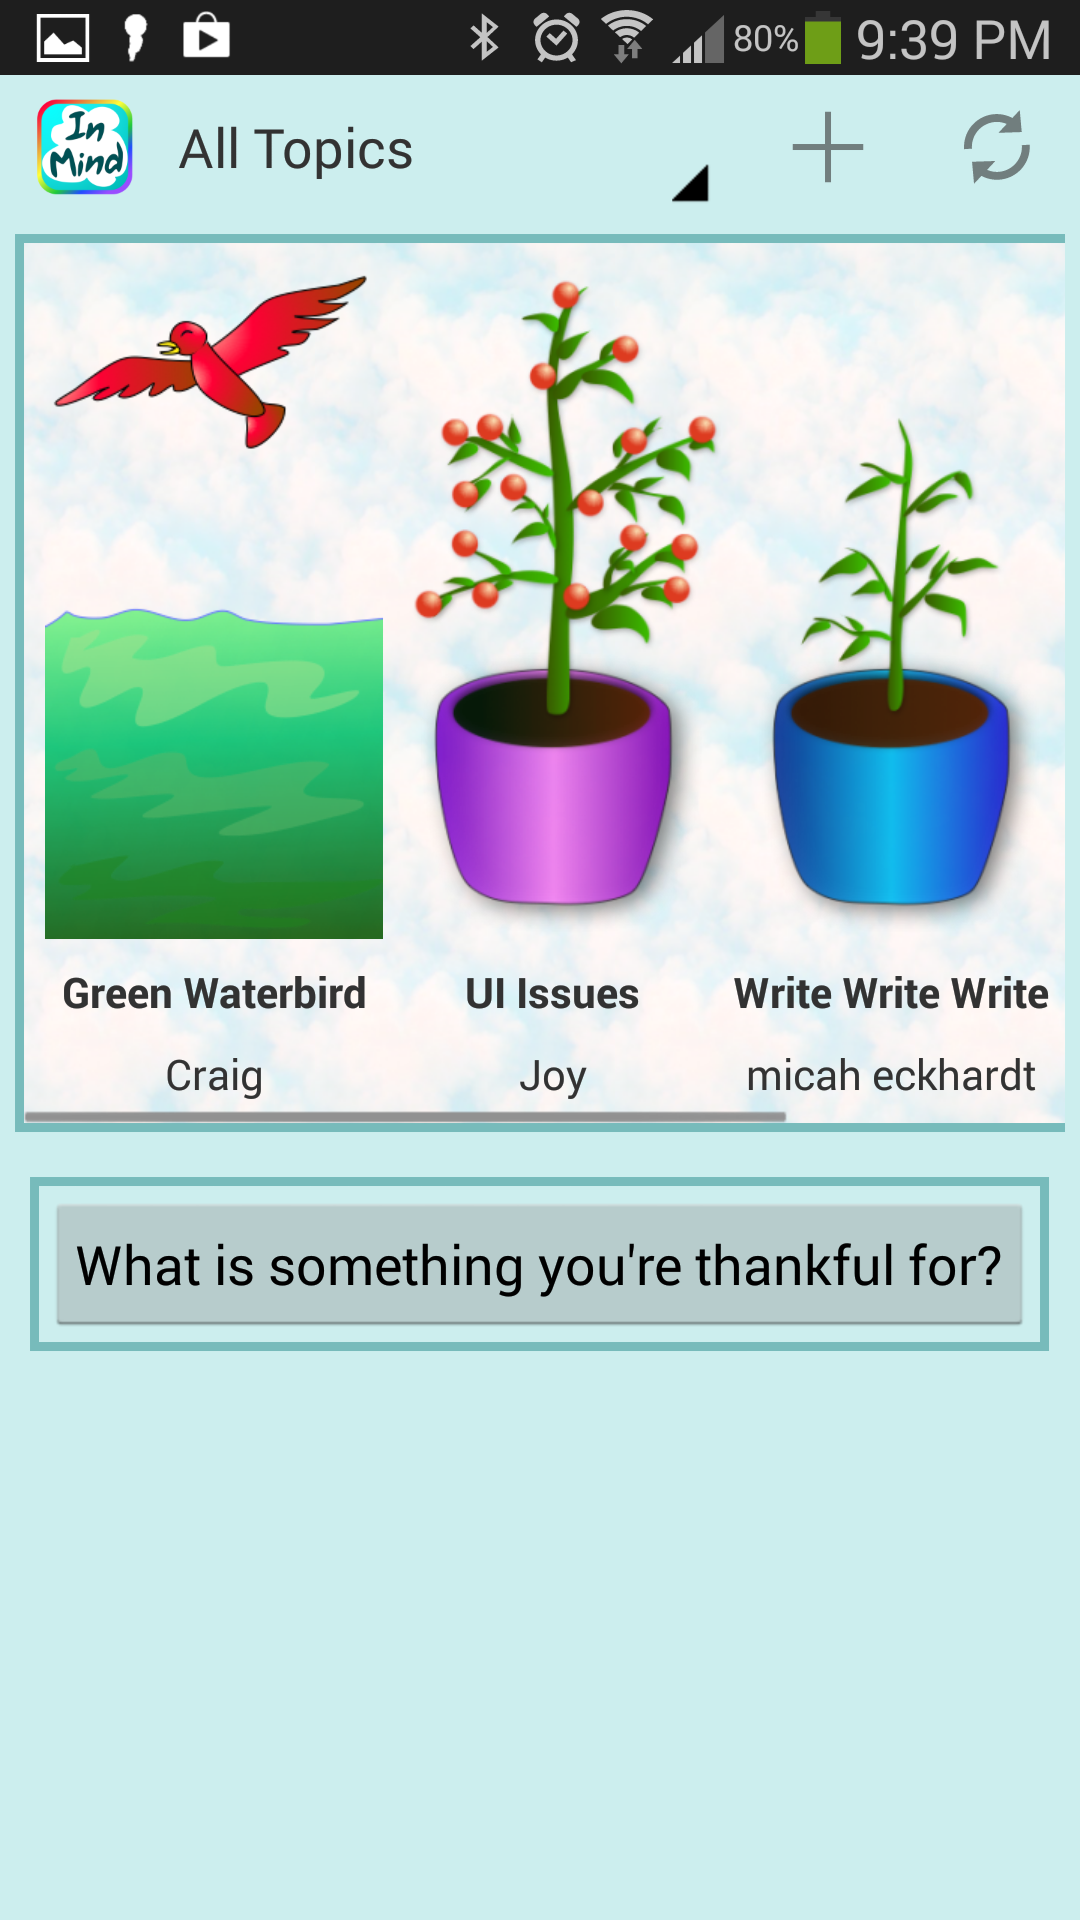 80% 9:39 PM
In Mind
All Topics
Green Waterbird
UI Issues
Write Write Write
Craig
Joy
micah eckhardt
What is something you're thankful for?